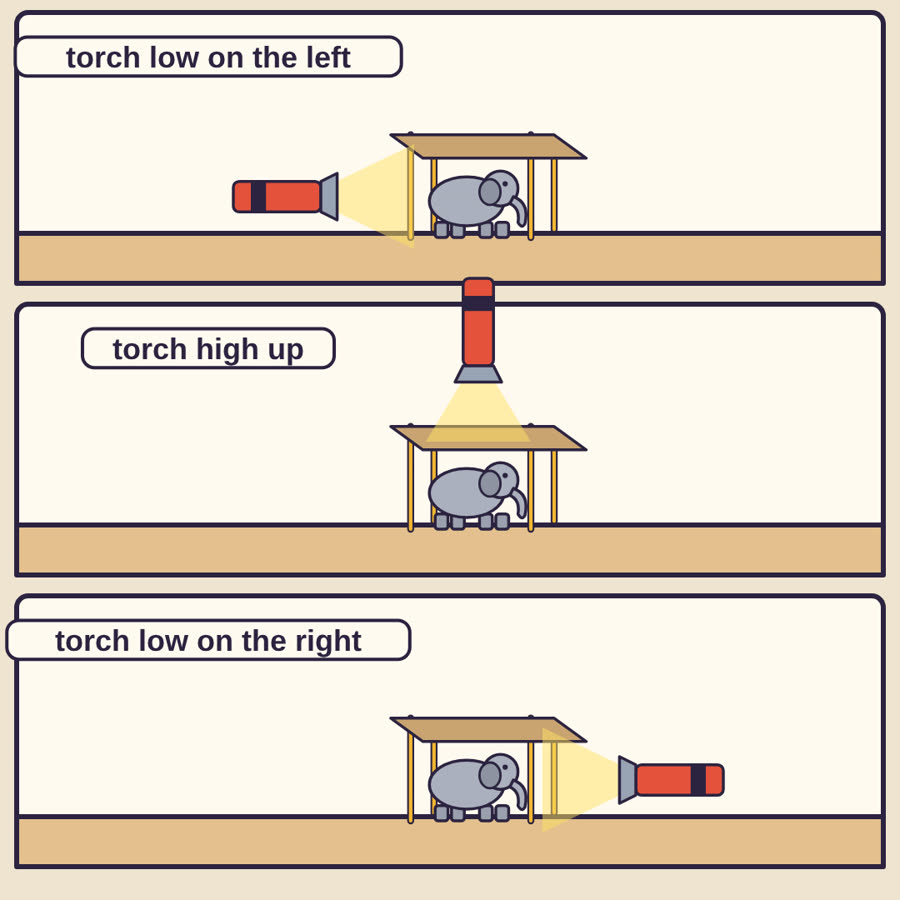 torch low on the left
torch high up
torch low on the right